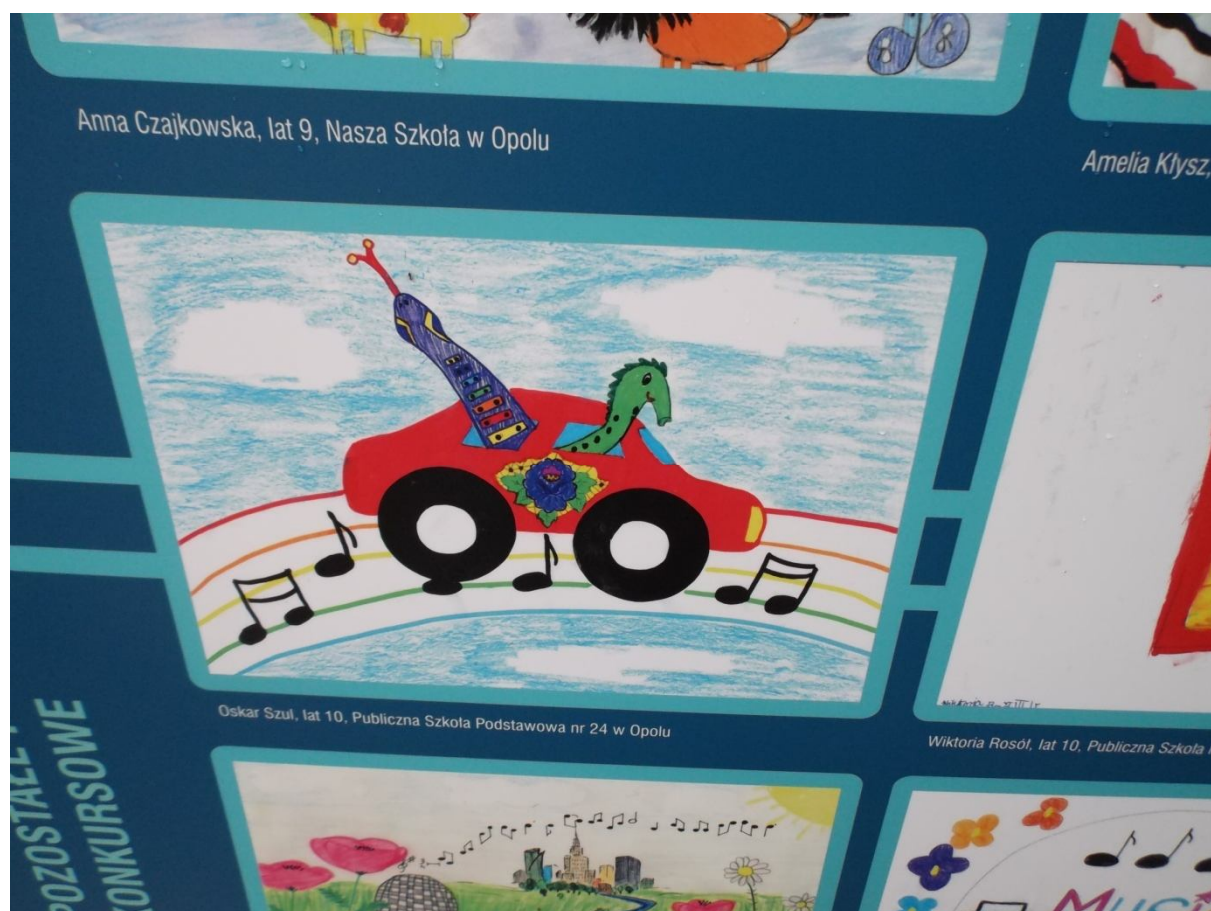 Anna Czajkowska, lat 9, Nasza Szkoła w Opolu
Amelia Kłysz,
Oskar Szul, lat 10, Publiczna Szkoła Podstawowa nr 24 w Opolu
Wiktoria Rosół, lat 10, Publiczna Szkoła
POZOSTAŁE
KONKURSOWE